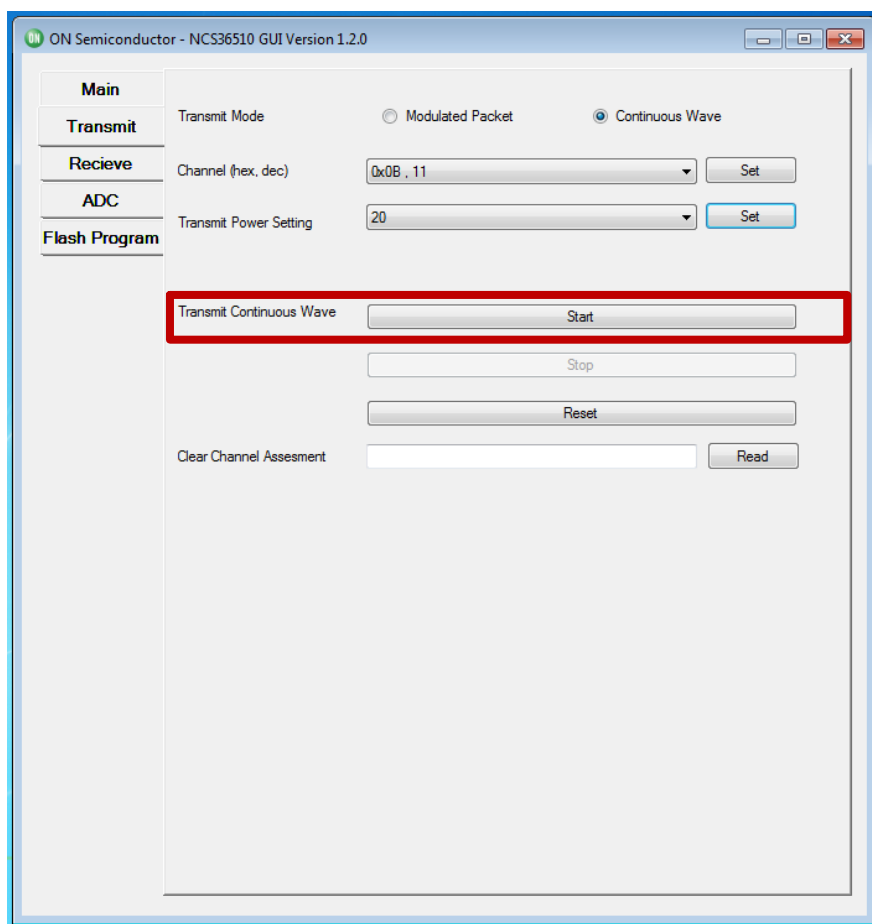 ON ON Semiconductor - NCS36510 GUI Version 1.2.0
Main
Transmit
Recieve
ADC
Flash Program
Transmit Mode Modulated Packet Continuous Wave
Channel (hex, dec) 0x0B , 11 Set
Transmit Power Setting 20 Set
Transmit Continuous Wave Start
Stop
Reset
Clear Channel Assesment Read